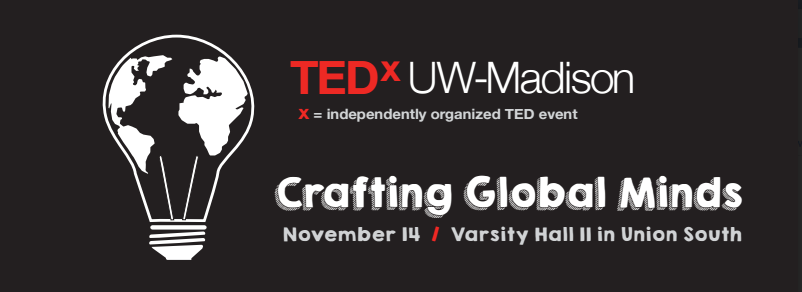 TEDx UW-Madison
x = independently organized TED event
Crafting Global Minds
November 14 / Varsity Hall II in Union South